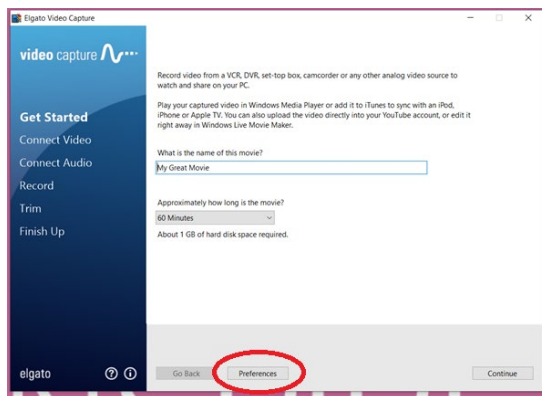 Elgato Video Capture
video capture
Get Started
Connect Video
Connect Audio
Record
Trim
Finish Up
elgato
Record video from a VCR, DVR, set-top box, camcorder or any other analog video source to
watch and share on your PC.
Play your captured video in Windows Media Player or add it to iTunes to sync with an iPod,
iPhone or Apple TV. You can also upload the video directly into your YouTube account, or edit it
right away in Windows Live Movie Maker.
What is the name of this movie?
My Great Movie
Approximately how long is the movie?
60 Minutes
About 1 GB of hard disk space required.
Go Back
Preferences
Continue